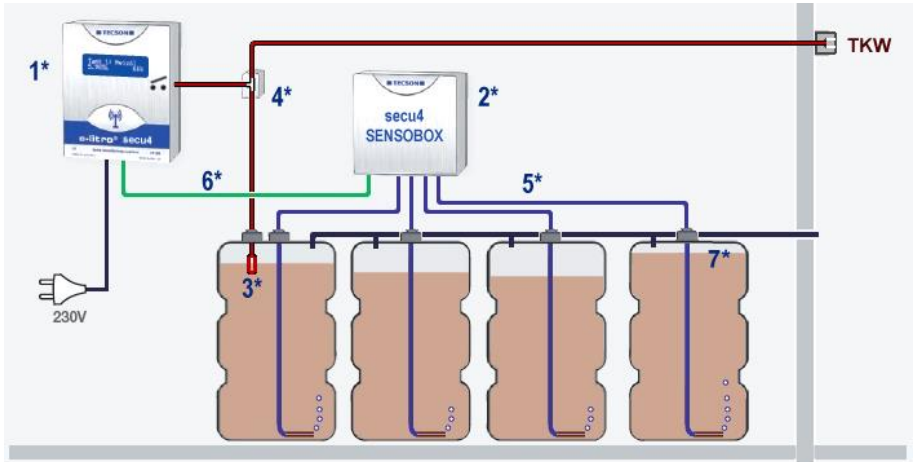 TECSON
1*
e-litro® secu4
4*
TECSON
secu4
SENSOBOX
2*
TKW
6*
5*
3*
7*
230V